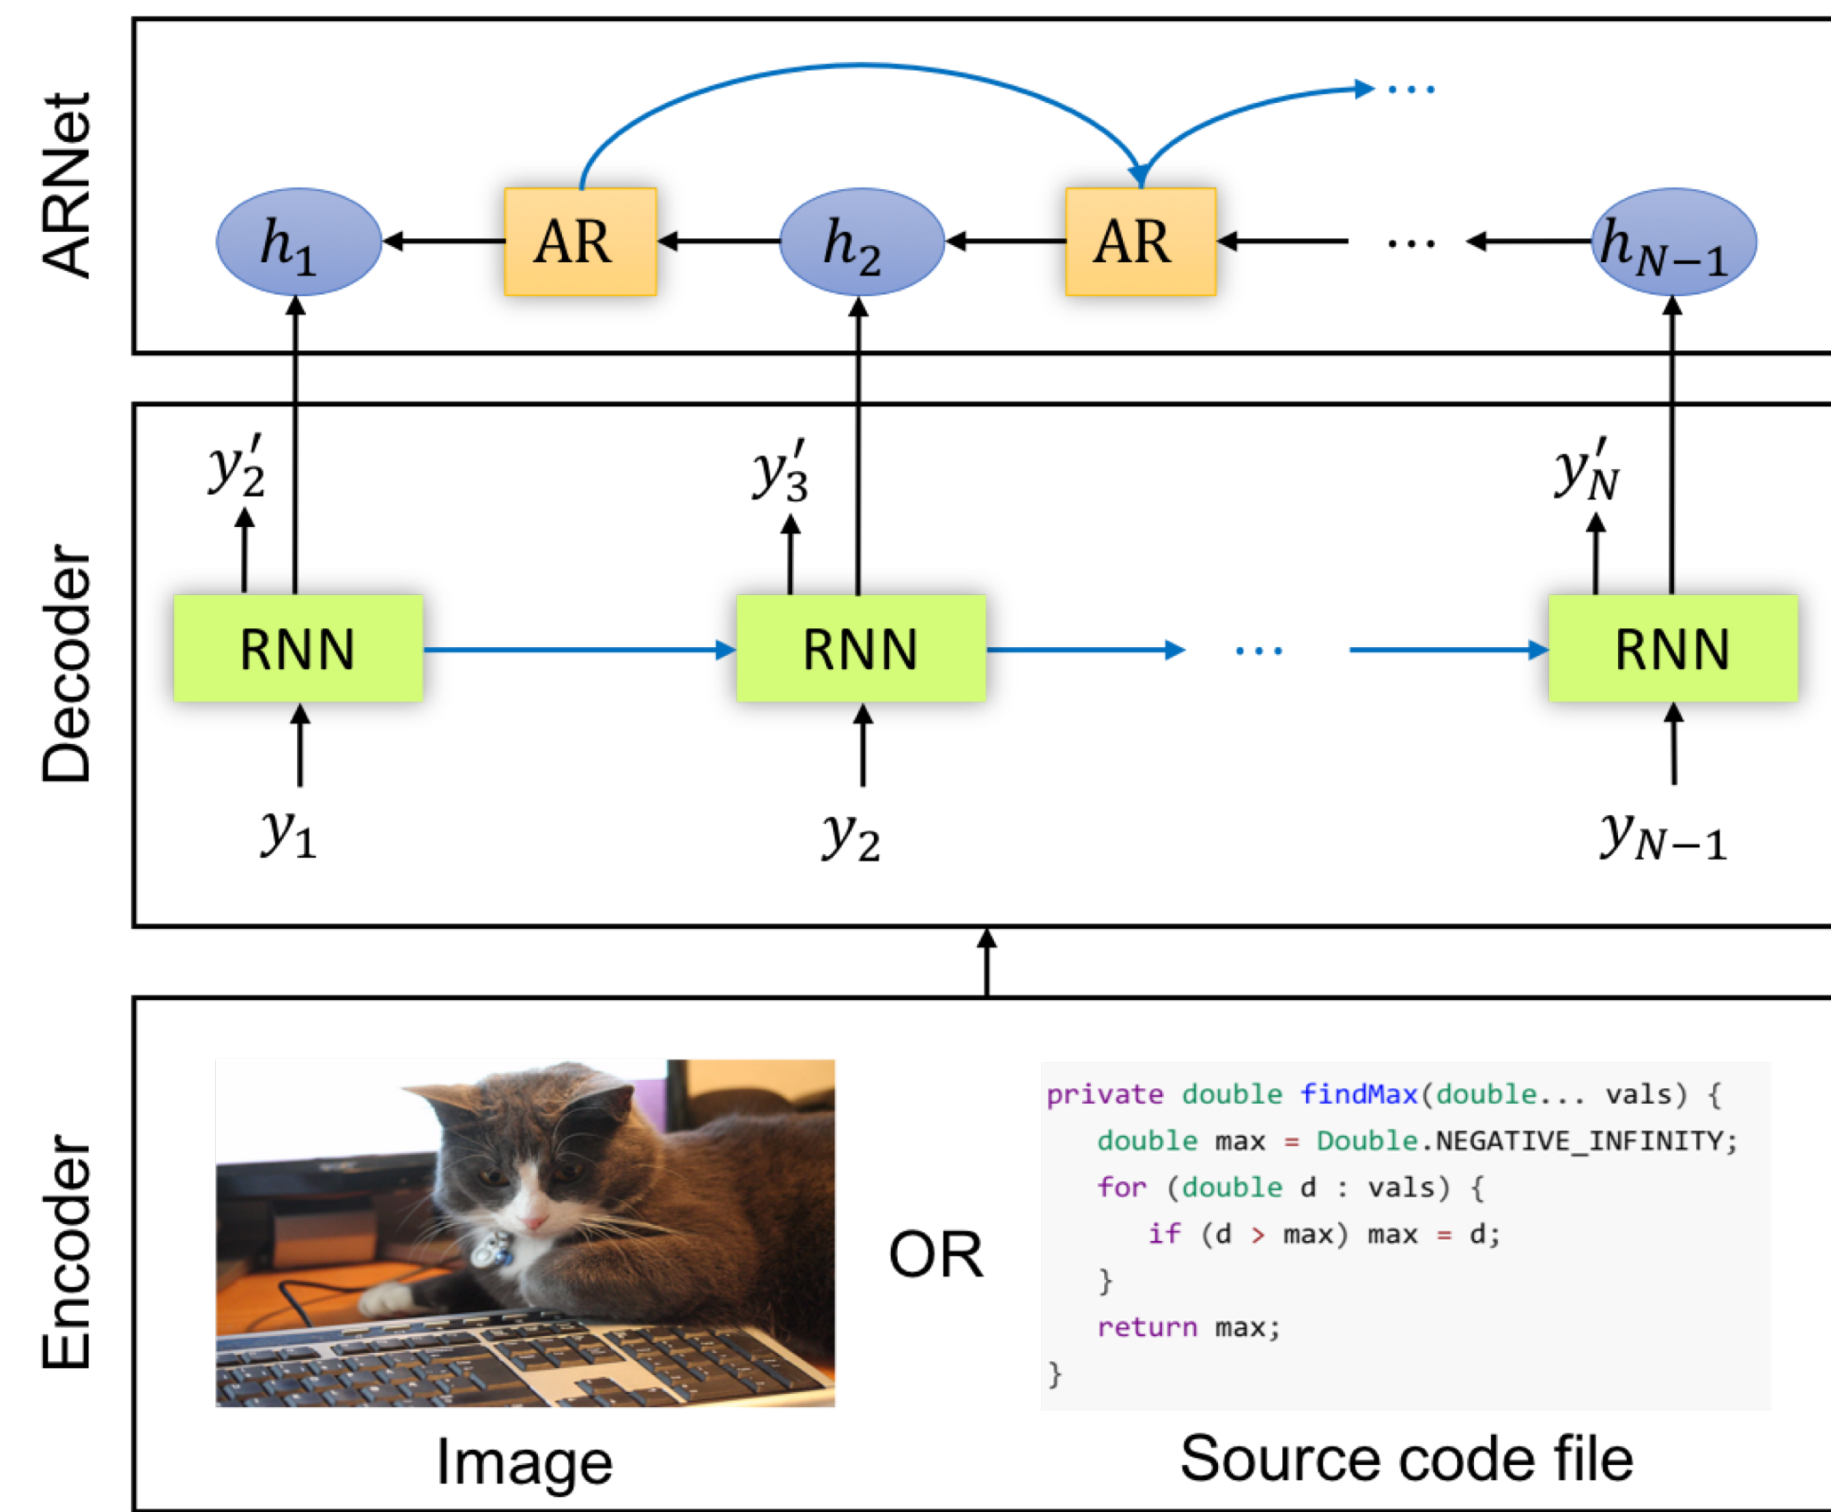 ARNet
...
h₁ AR h₂ AR ... hN−1
Decoder
y′₂ y′₃ y′N
RNN RNN ... RNN
y₁ y₂ yN−1
Encoder
private double findMax(double... vals) {
double max = Double.NEGATIVE_INFINITY;
for (double d : vals) {
if (d > max) max = d;
}
return max;
}
OR
Image
Source code file